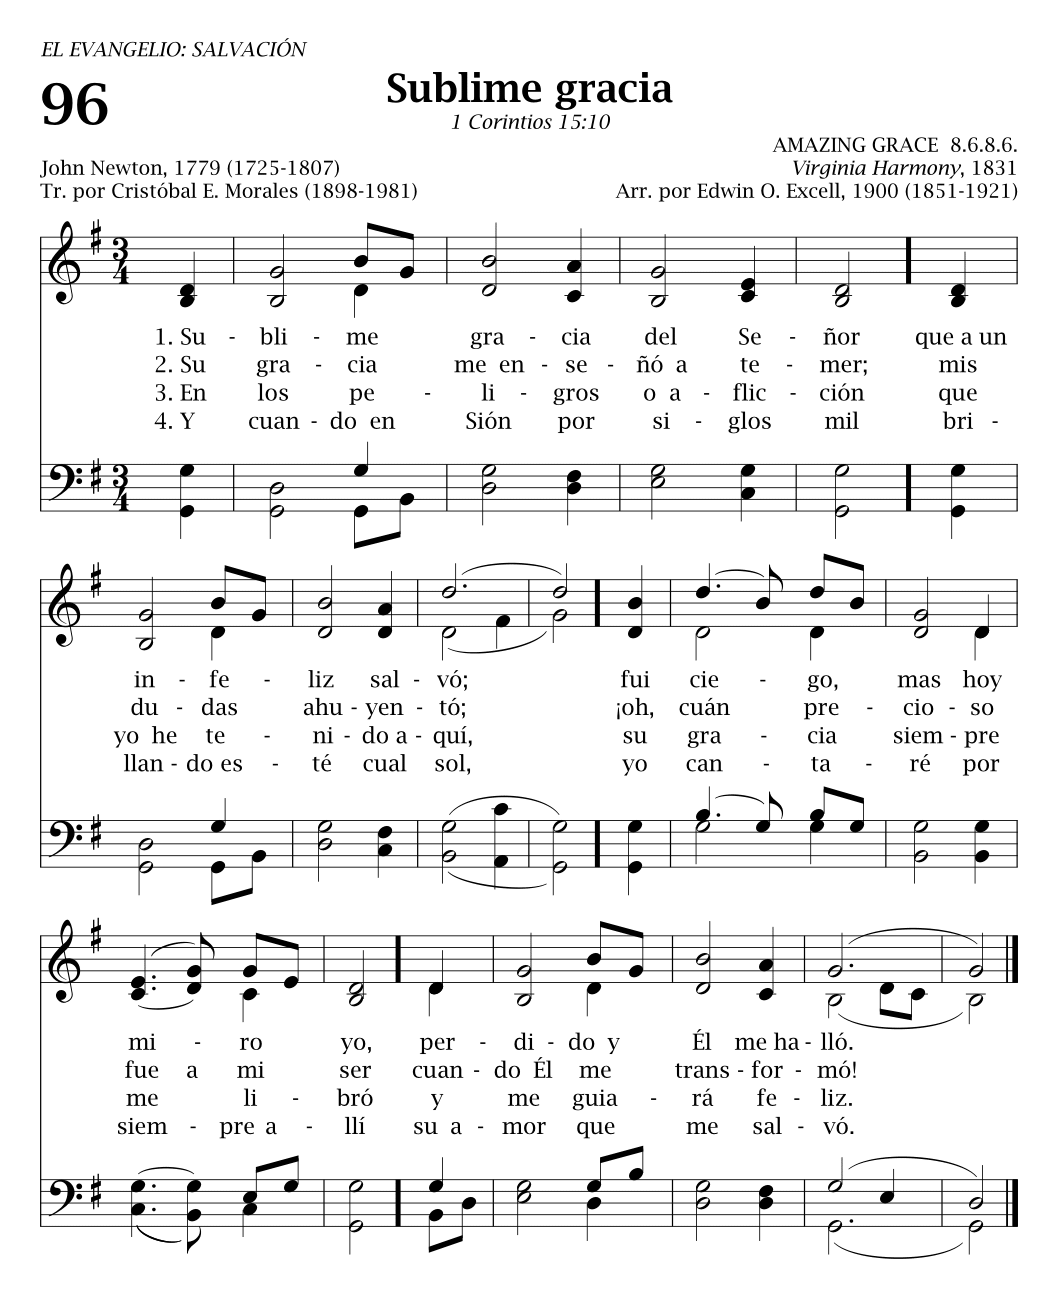 EL EVANGELIO: SALVACIÓN
96
Sublime gracia
1 Corintios 15:10
AMAZING GRACE 8.6.8.6.
John Newton, 1779 (1725-1807)
Virginia Harmony, 1831
Tr. por Cristóbal E. Morales (1898-1981)
Arr. por Edwin O. Excell, 1900 (1851-1921)
3 4
1. Su - bli - me gra - cia del Se - ñor que a un
2. Su gra - cia me en - se - ñó a te - mer; mis
3. En los pe - li - gros o a - flic - ción que
4. Y cuan - do en Sión por si - glos mil bri -
3 4
in - fe - liz sal - vó; fui cie - go, mas hoy
du - das ahu - yen - tó; ¡oh, cuán pre - cio - so
yo he te - ni - do a - quí, su gra - cia siem - pre
llan - do es - té cual sol, yo can - ta - ré por
mi - ro yo, per - di - do y Él me ha - lló.
fue a mi ser cuan - do Él me trans - for - mó!
me li - bró y me guia - rá fe - liz.
siem - pre a - llí su a - mor que me sal - vó.